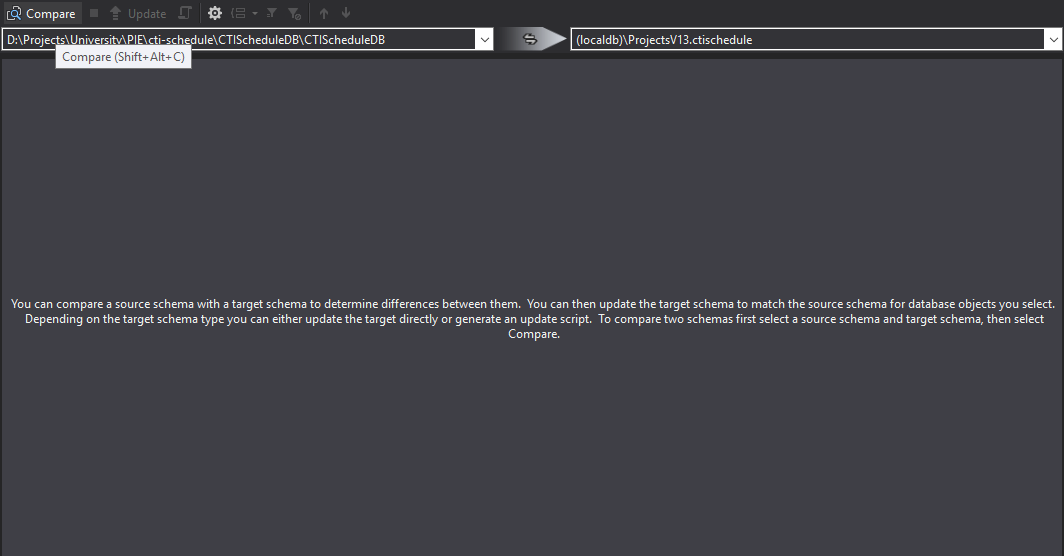 Compare Update
D:\Projects\University\PIE\cti-schedule\CTIScheduleDB\CTIScheduleDB (localdb)\ProjectsV13.ctischedule
Compare (Shift+Alt+C)
You can compare a source schema with a target schema to determine differences between them. You can then update the target schema to match the source schema for database objects you select.
Depending on the target schema type you can either update the target directly or generate an update script. To compare two schemas first select a source schema and target schema, then select
Compare.